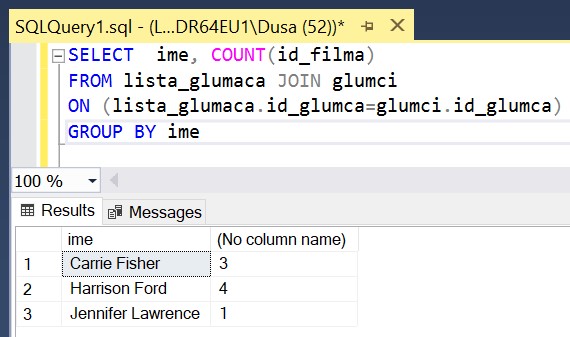 SQLQuery1.sql - (L...DR64EU1\Dusa (52))*
SELECT  ime, COUNT(id_filma)
FROM lista_glumaca JOIN glumci
ON (lista_glumaca.id_glumca=glumci.id_glumca)
GROUP BY ime
100 %
Results Messages
ime (No column name)
1 Carrie Fisher 3
2 Harrison Ford 4
3 Jennifer Lawrence 1